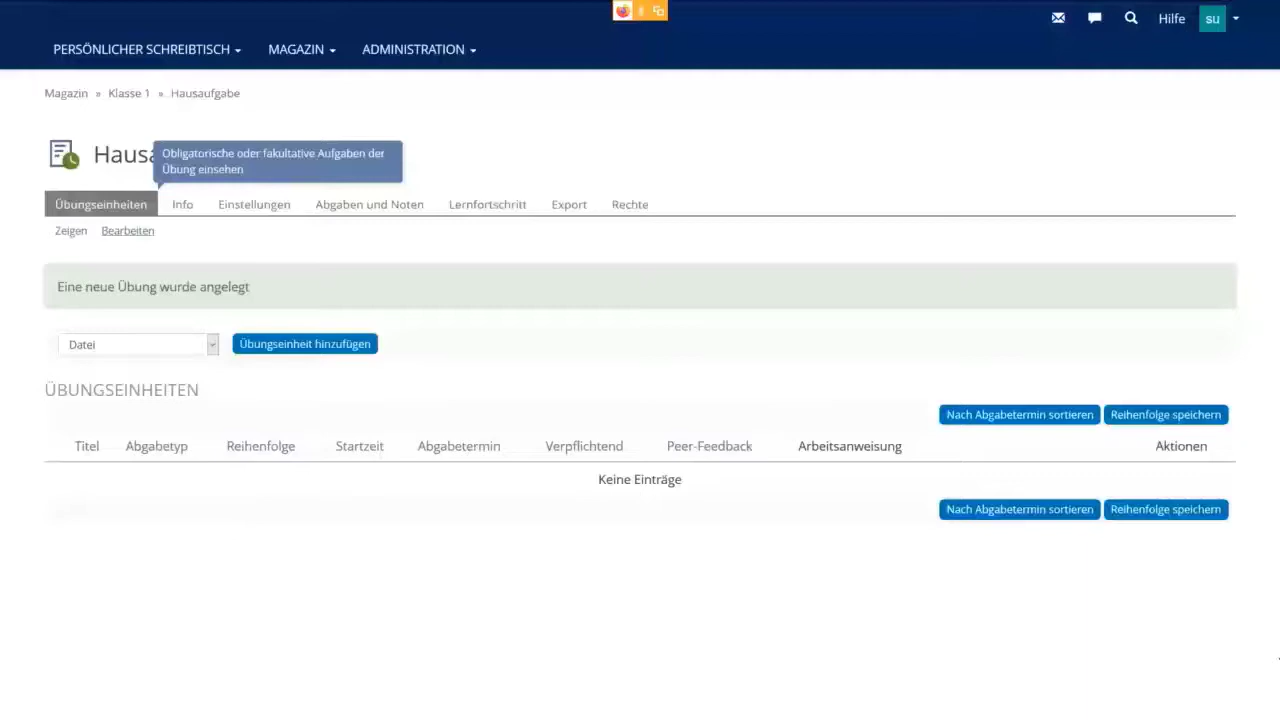 Hilfe su
PERSÖNLICHER SCHREIBTISCH MAGAZIN ADMINISTRATION
Magazin » Klasse 1 » Hausaufgabe
Hausa
Obligatorische oder fakultative Aufgaben der
Übung einsehen
Übungseinheiten Info Einstellungen Abgaben und Noten Lernfortschritt Export Rechte
Zeigen Bearbeiten
Eine neue Übung wurde angelegt
Datei Übungseinheit hinzufügen
ÜBUNGSEINHEITEN
Nach Abgabetermin sortieren Reihenfolge speichern
Titel Abgabetyp Reihenfolge Startzeit Abgabetermin Verpflichtend Peer-Feedback Arbeitsanweisung Aktionen
Keine Einträge
Nach Abgabetermin sortieren Reihenfolge speichern